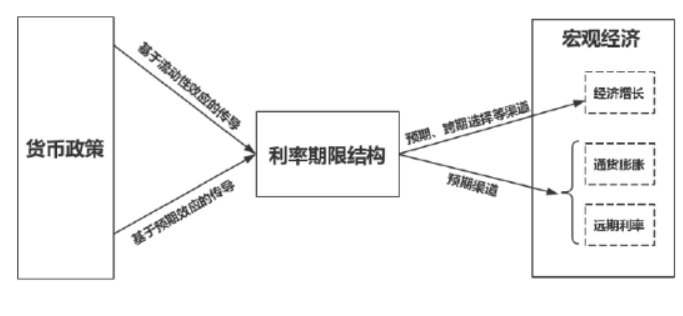 货币政策
基于流动性效应的传导
基于预期效应的传导
利率期限结构
预期、跨期选择等渠道
预期渠道
宏观经济
经济增长
通货膨胀
远期利率